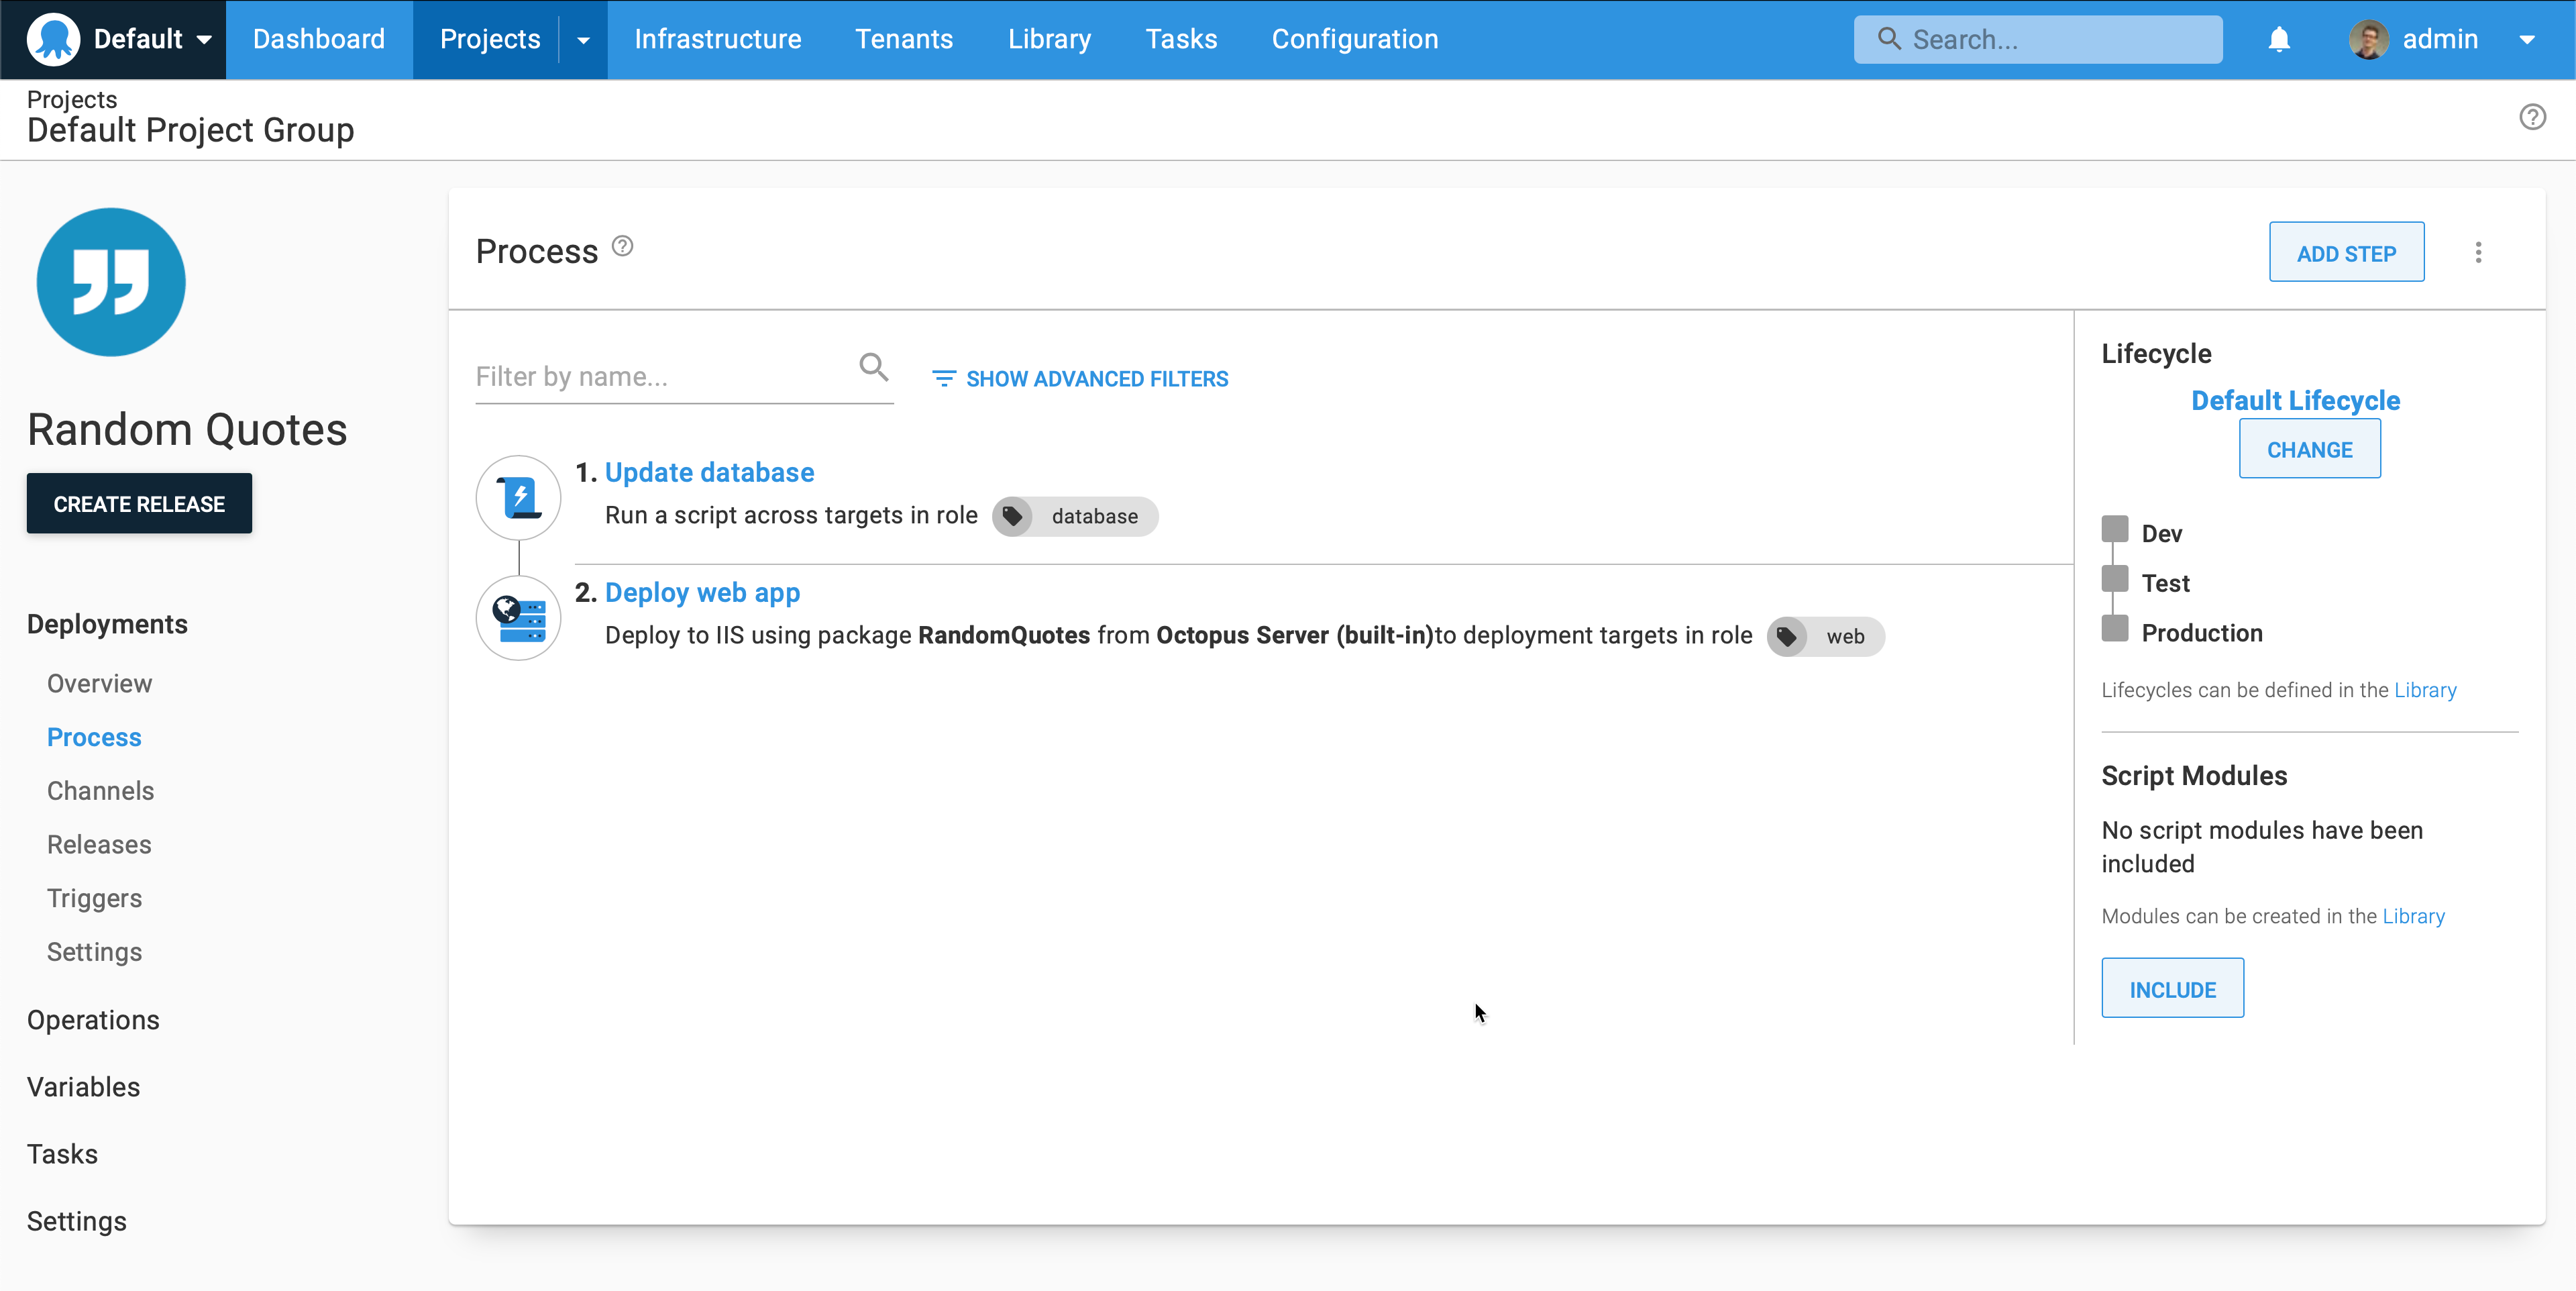 Default
Dashboard
Projects
Infrastructure
Tenants
Library
Tasks
Configuration
Search...
admin
Projects
Default Project Group
Random Quotes
CREATE RELEASE
Deployments
Overview
Process
Channels
Releases
Triggers
Settings
Operations
Variables
Tasks
Settings
Process
ADD STEP
Filter by name...
SHOW ADVANCED FILTERS
1. Update database
Run a script across targets in role database
2. Deploy web app
Deploy to IIS using package RandomQuotes from Octopus Server (built-in)to deployment targets in role web
Lifecycle
Default Lifecycle
CHANGE
Dev
Test
Production
Lifecycles can be defined in the Library
Script Modules
No script modules have been
included
Modules can be created in the Library
INCLUDE